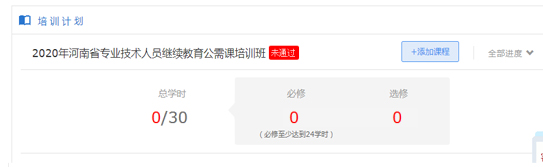 培训计划
2020年河南省专业技术人员继续教育公需课培训班 未通过 +添加课程 全部进度
总学时 必修 选修
0/30 0 0
（必修至少达到24学时）